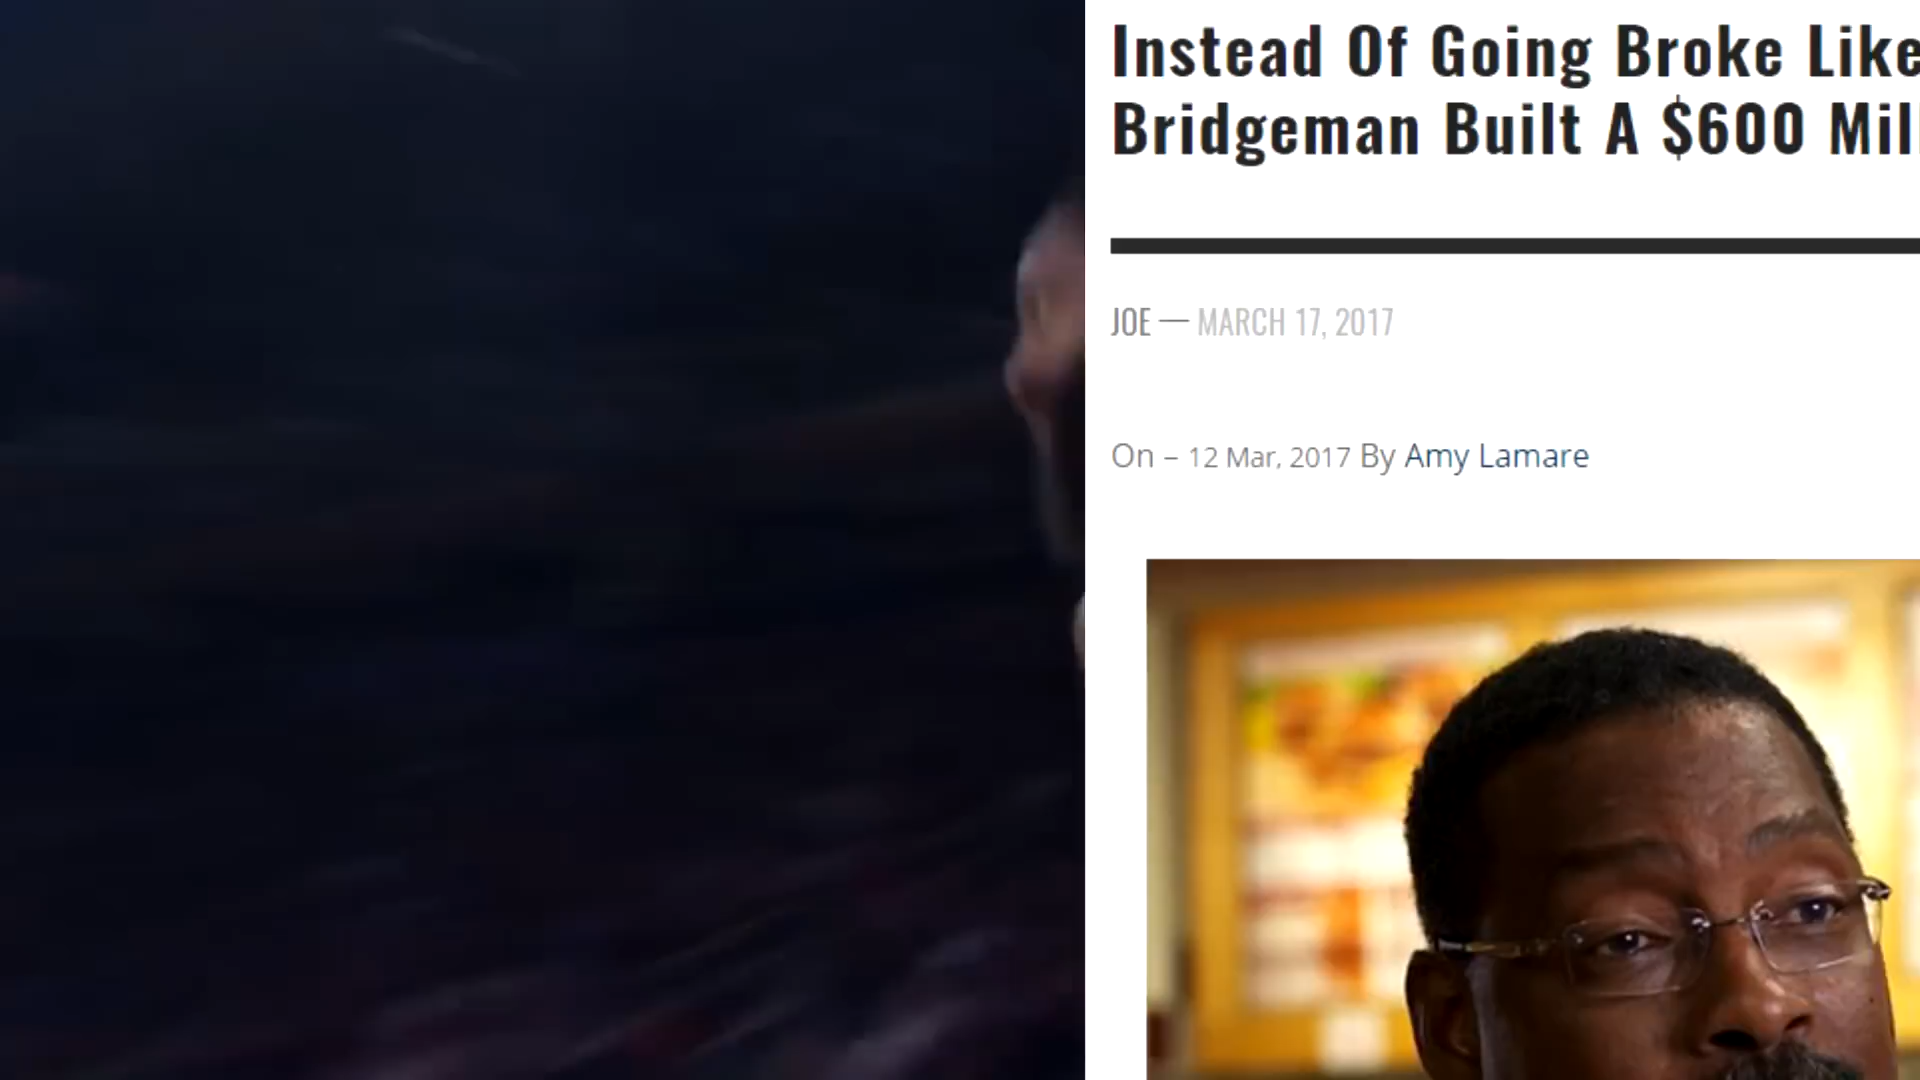 Instead Of Going Broke Like
Bridgeman Built A $600 Mil
JOE — MARCH 17, 2017
On – 12 Mar, 2017 By Amy Lamare